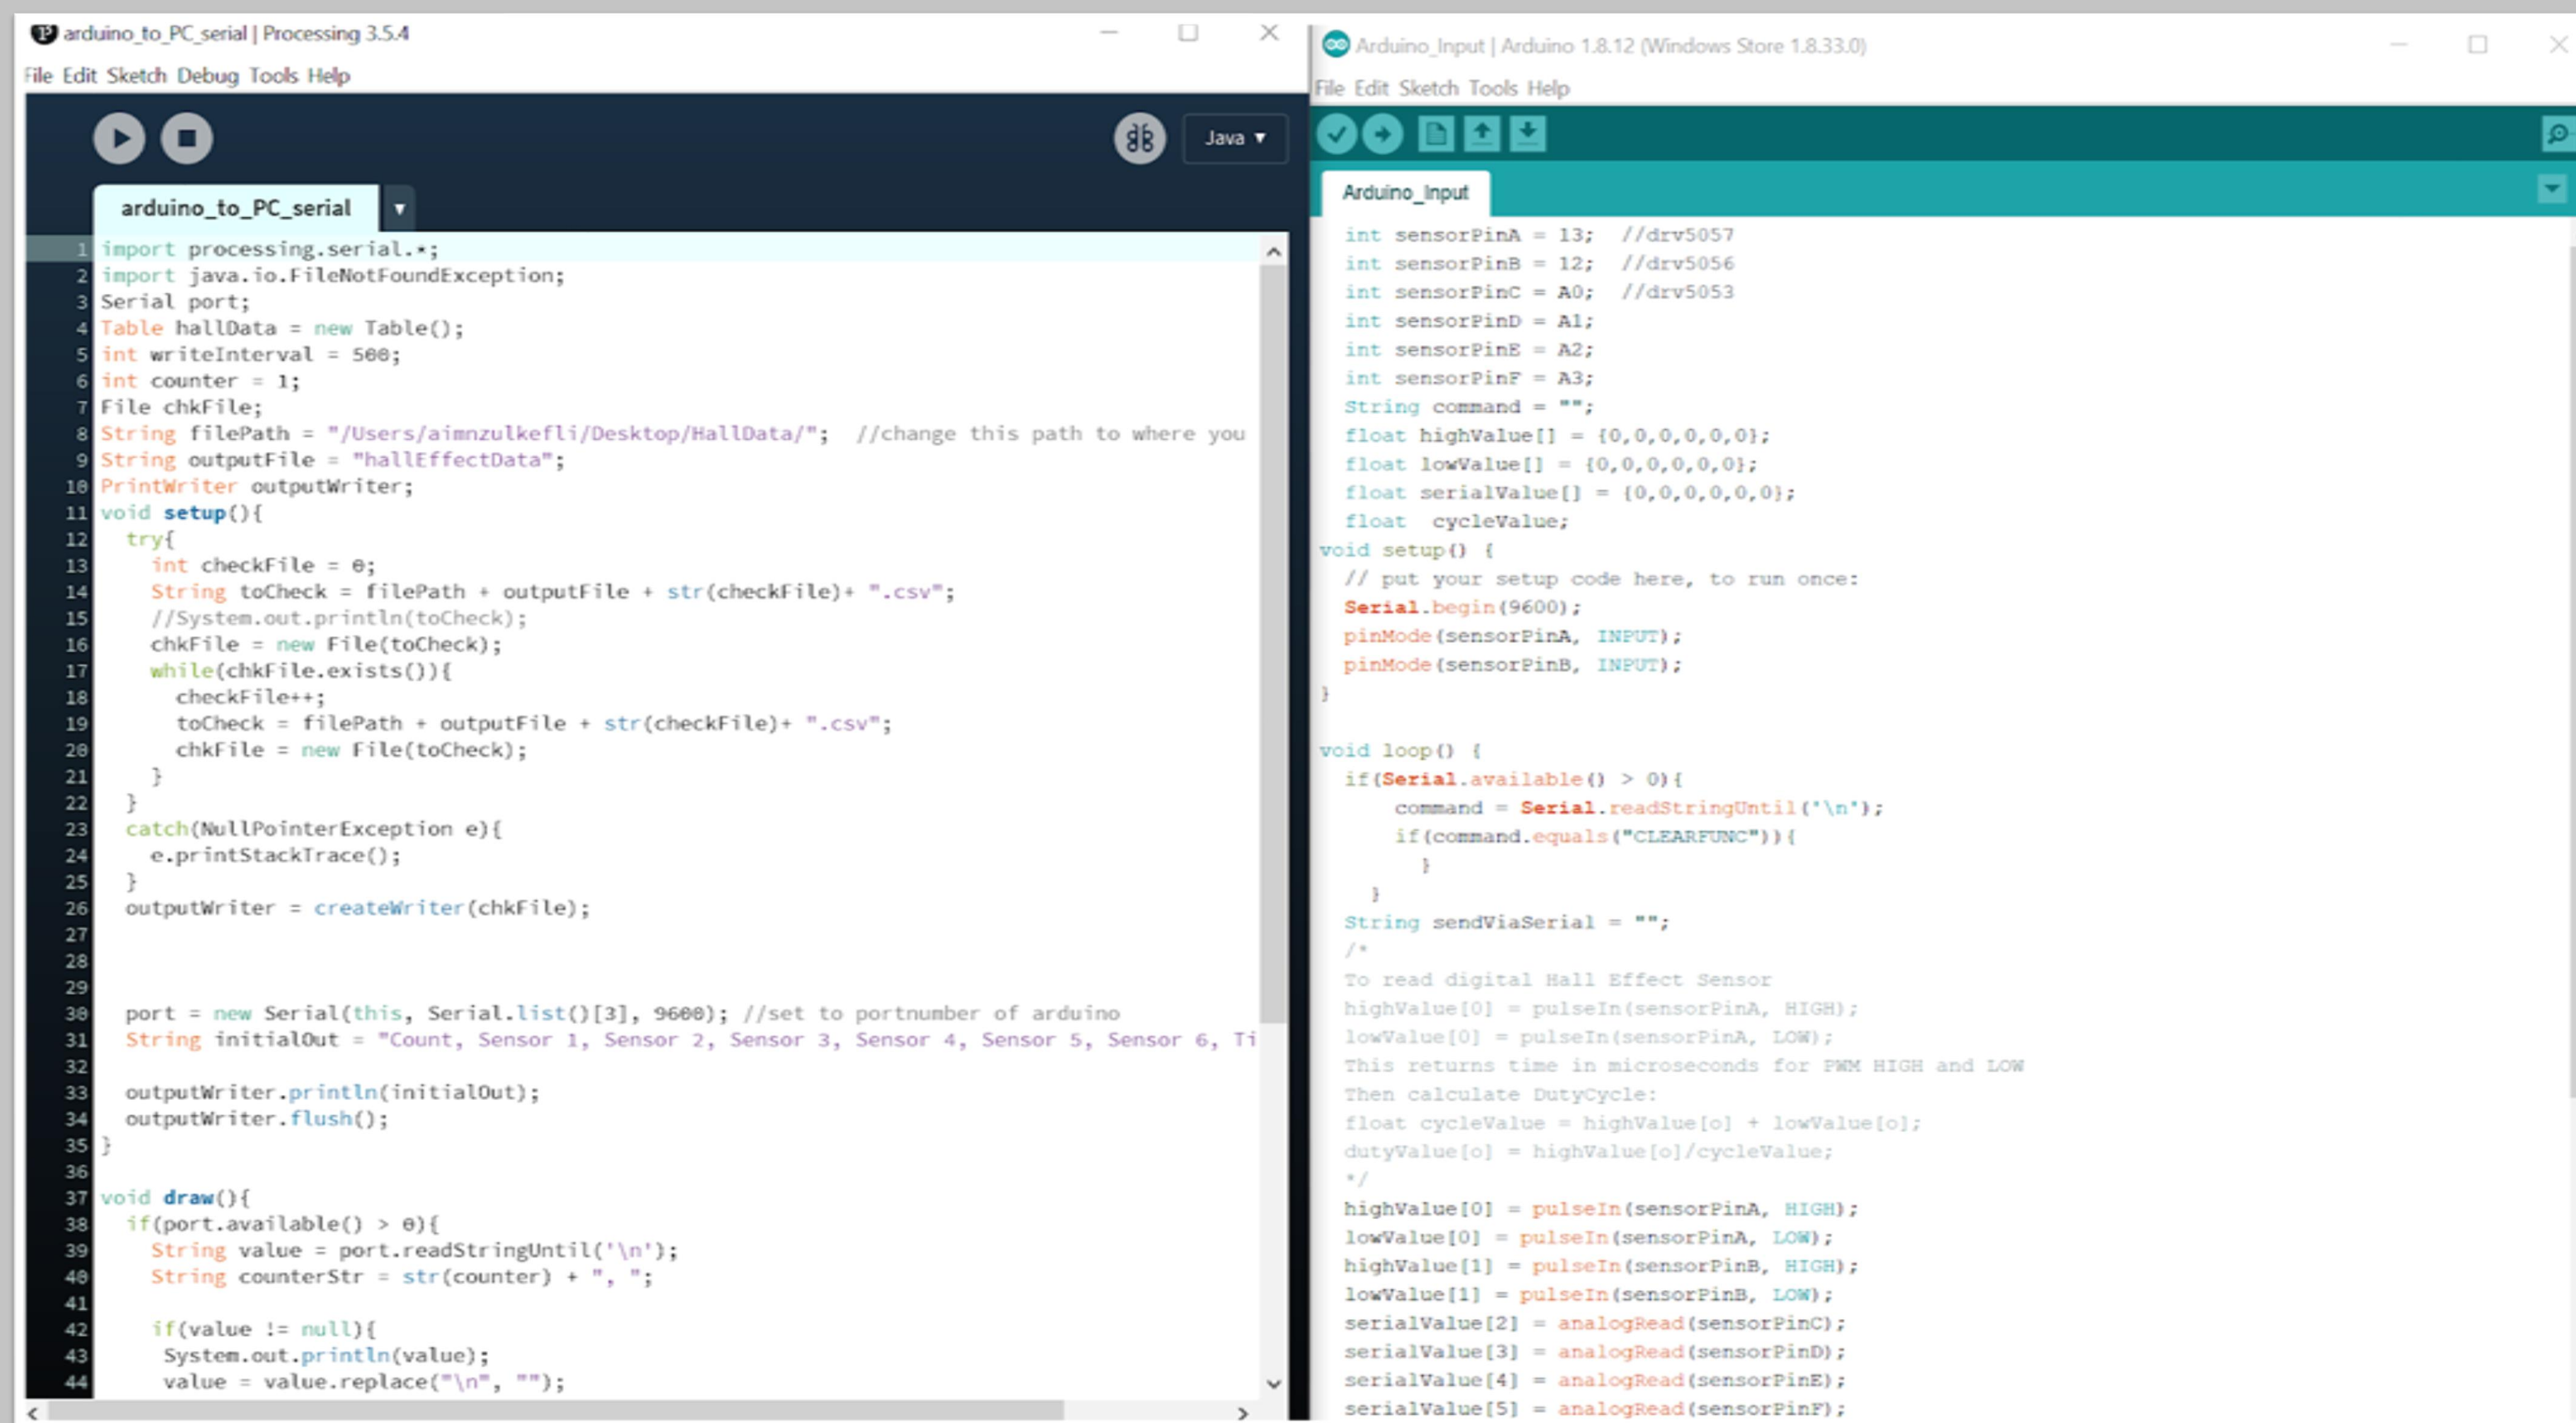 arduino_to_PC_serial | Processing 3.5.4
File Edit Sketch Debug Tools Help
Java
arduino_to_PC_serial
1 import processing.serial.*;
2 import java.io.FileNotFoundException;
3 Serial port;
4 Table hallData = new Table();
5 int writeInterval = 500;
6 int counter = 1;
7 File chkFile;
8 String filePath = "/Users/aimnzulkefli/Desktop/HallData/"; //change this path to where you
9 String outputFile = "hallEffectData";
10 PrintWriter outputWriter;
11 void setup(){
12 try{
13 int checkFile = 0;
14 String toCheck = filePath + outputFile + str(checkFile)+ ".csv";
15 //System.out.println(toCheck);
16 chkFile = new File(toCheck);
17 while(chkFile.exists()){
18 checkFile++;
19 toCheck = filePath + outputFile + str(checkFile)+ ".csv";
20 chkFile = new File(toCheck);
21 }
22 }
23 catch(NullPointerException e){
24 e.printStackTrace();
25 }
26 outputWriter = createWriter(chkFile);
27
28
29
30 port = new Serial(this, Serial.list()[3], 9600); //set to portnumber of arduino
31 String initialOut = "Count, Sensor 1, Sensor 2, Sensor 3, Sensor 4, Sensor 5, Sensor 6, Ti
32
33 outputWriter.println(initialOut);
34 outputWriter.flush();
35 }
36
37 void draw(){
38 if(port.available() > 0){
39 String value = port.readStringUntil('\n');
40 String counterStr = str(counter) + ", ";
41
42 if(value != null){
43 System.out.println(value);
44 value = value.replace("\n", "");
Arduino_Input | Arduino 1.8.12 (Windows Store 1.8.33.0)
File Edit Sketch Tools Help
Arduino_Input
int sensorPinA = 13; //drv5057
int sensorPinB = 12; //drv5056
int sensorPinC = A0; //drv5053
int sensorPinD = A1;
int sensorPinE = A2;
int sensorPinF = A3;
String command = "";
float highValue[] = {0,0,0,0,0,0};
float lowValue[] = {0,0,0,0,0,0};
float serialValue[] = {0,0,0,0,0,0};
float cycleValue;
void setup() {
// put your setup code here, to run once:
Serial.begin(9600);
pinMode(sensorPinA, INPUT);
pinMode(sensorPinB, INPUT);
}
void loop() {
if(Serial.available() > 0){
command = Serial.readStringUntil('\n');
if(command.equals("CLEARFUNC")){
}
}
String sendViaSerial = "";
/*
To read digital Hall Effect Sensor
highValue[0] = pulseIn(sensorPinA, HIGH);
lowValue[0] = pulseIn(sensorPinA, LOW);
This returns time in microseconds for PWM HIGH and LOW
Then calculate DutyCycle:
float cycleValue = highValue[o] + lowValue[o];
dutyValue[o] = highValue[o]/cycleValue;
*/
highValue[0] = pulseIn(sensorPinA, HIGH);
lowValue[0] = pulseIn(sensorPinA, LOW);
highValue[1] = pulseIn(sensorPinB, HIGH);
lowValue[1] = pulseIn(sensorPinB, LOW);
serialValue[2] = analogRead(sensorPinC);
serialValue[3] = analogRead(sensorPinD);
serialValue[4] = analogRead(sensorPinE);
serialValue[5] = analogRead(sensorPinF);